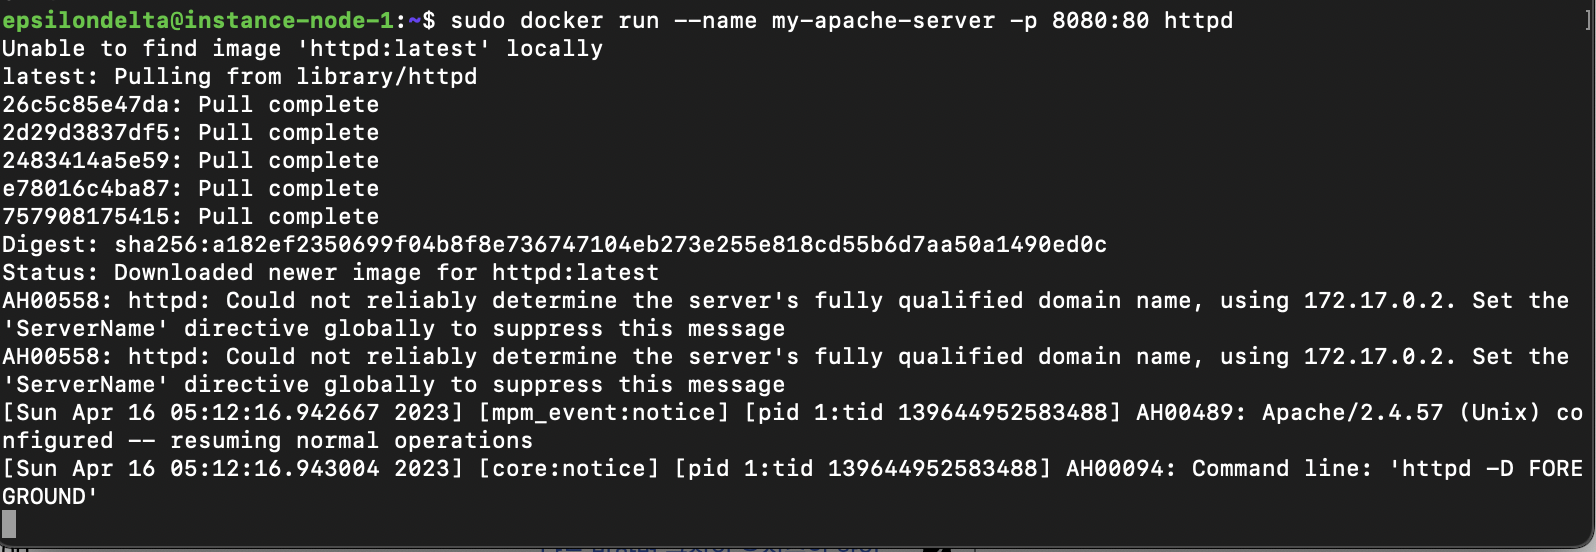 epsilondelta@instance-node-1:~$ sudo docker run --name my-apache-server -p 8080:80 httpd ]
Unable to find image 'httpd:latest' locally
latest: Pulling from library/httpd
26c5c85e47da: Pull complete
2d29d3837df5: Pull complete
2483414a5e59: Pull complete
e78016c4ba87: Pull complete
757908175415: Pull complete
Digest: sha256:a182ef2350699f04b8f8e736747104eb273e255e818cd55b6d7aa50a1490ed0c
Status: Downloaded newer image for httpd:latest
AH00558: httpd: Could not reliably determine the server's fully qualified domain name, using 172.17.0.2. Set the
'ServerName' directive globally to suppress this message
AH00558: httpd: Could not reliably determine the server's fully qualified domain name, using 172.17.0.2. Set the
'ServerName' directive globally to suppress this message
[Sun Apr 16 05:12:16.942667 2023] [mpm_event:notice] [pid 1:tid 139644952583488] AH00489: Apache/2.4.57 (Unix) co
nfigured -- resuming normal operations
[Sun Apr 16 05:12:16.943004 2023] [core:notice] [pid 1:tid 139644952583488] AH00094: Command line: 'httpd -D FORE
GROUND'